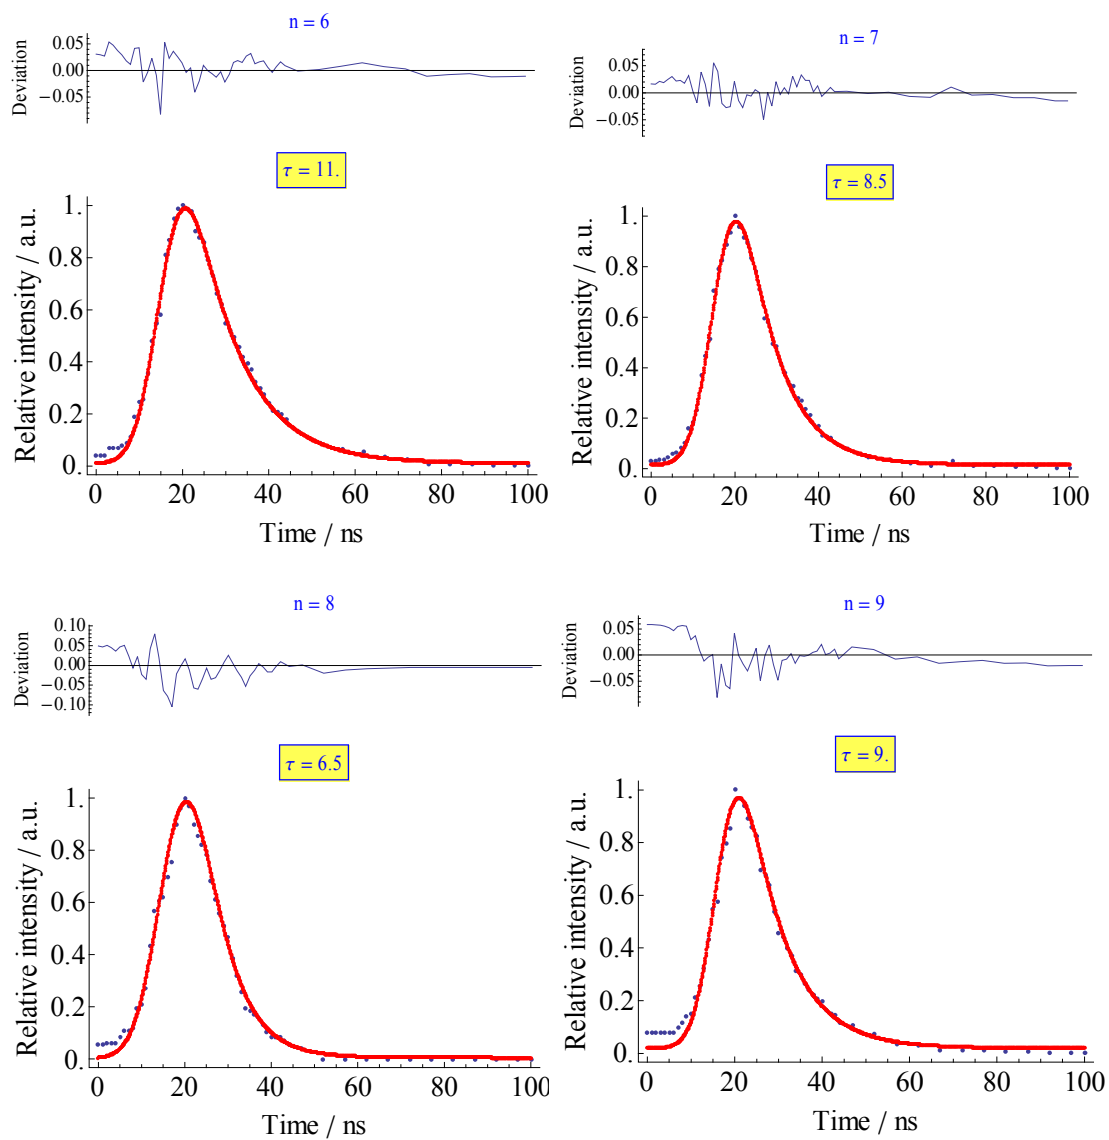 n = 6
Deviation
0.05
0.00
−0.05
τ = 11.
Relative intensity / a.u.
1.
0.8
0.6
0.4
0.2
0.
0 20 40 60 80 100
Time / ns
n = 7
Deviation
0.05
0.00
−0.05
τ = 8.5
Relative intensity / a.u.
1.
0.8
0.6
0.4
0.2
0.
0 20 40 60 80 100
Time / ns
n = 8
Deviation
0.10
0.05
0.00
−0.05
−0.10
τ = 6.5
Relative intensity / a.u.
1.
0.8
0.6
0.4
0.2
0.
0 20 40 60 80 100
Time / ns
n = 9
Deviation
0.05
0.00
−0.05
τ = 9.
Relative intensity / a.u.
1.
0.8
0.6
0.4
0.2
0.
0 20 40 60 80 100
Time / ns